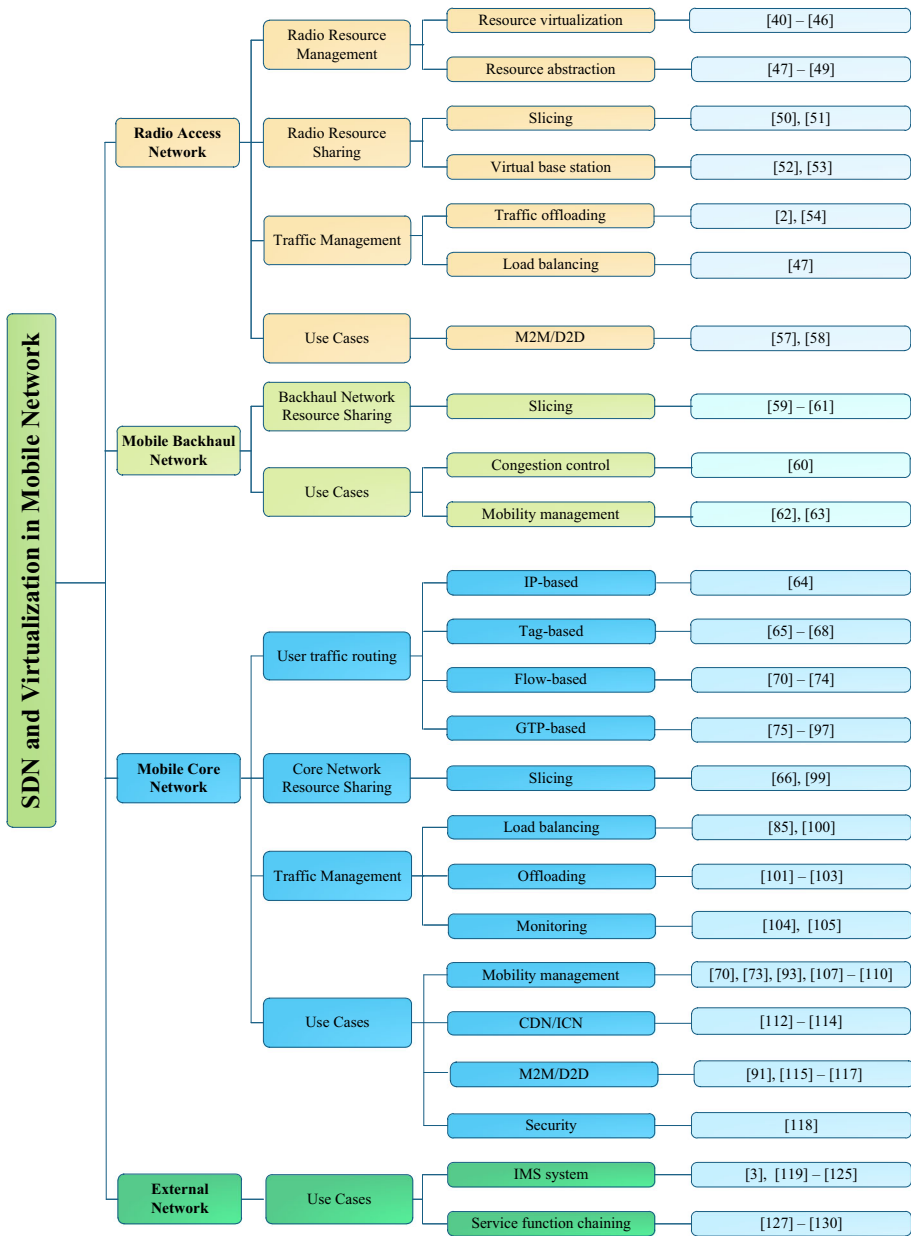 SDN and Virtualization in Mobile Network
Radio Access
Network
Radio Resource
Management
Resource virtualization
[40] – [46]
Resource abstraction
[47] – [49]
Radio Resource
Sharing
Slicing
[50], [51]
Virtual base station
[52], [53]
Traffic Management
Traffic offloading
[2], [54]
Load balancing
[47]
Use Cases
M2M/D2D
[57], [58]
Mobile Backhaul
Network
Backhaul Network
Resource Sharing
Slicing
[59] – [61]
Use Cases
Congestion control
[60]
Mobility management
[62], [63]
Mobile Core
Network
User traffic routing
IP-based
[64]
Tag-based
[65] – [68]
Flow-based
[70] – [74]
GTP-based
[75] – [97]
Core Network
Resource Sharing
Slicing
[66], [99]
Traffic Management
Load balancing
[85], [100]
Offloading
[101] – [103]
Monitoring
[104], [105]
Use Cases
Mobility management
[70], [73], [93], [107] – [110]
CDN/ICN
[112] – [114]
M2M/D2D
[91], [115] – [117]
Security
[118]
External
Network
Use Cases
IMS system
[3], [119] – [125]
Service function chaining
[127] – [130]